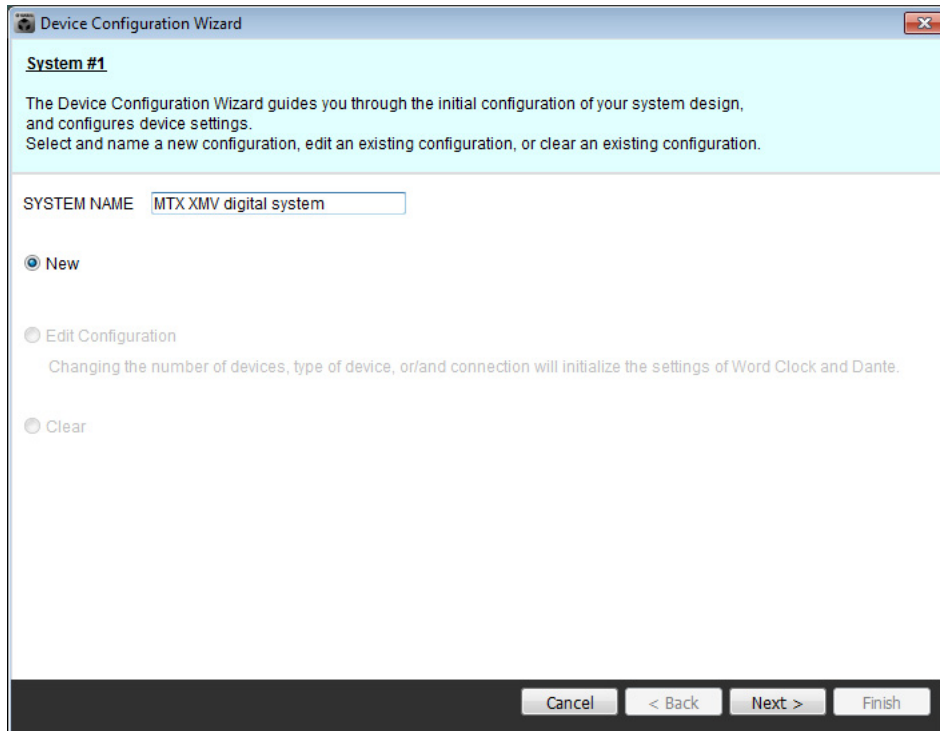 Device Configuration Wizard
System #1
The Device Configuration Wizard guides you through the initial configuration of your system design,
and configures device settings.
Select and name a new configuration, edit an existing configuration, or clear an existing configuration.
SYSTEM NAME MTX XMV digital system
New
Edit Configuration
Changing the number of devices, type of device, or/and connection will initialize the settings of Word Clock and Dante.
Clear
Cancel < Back Next > Finish